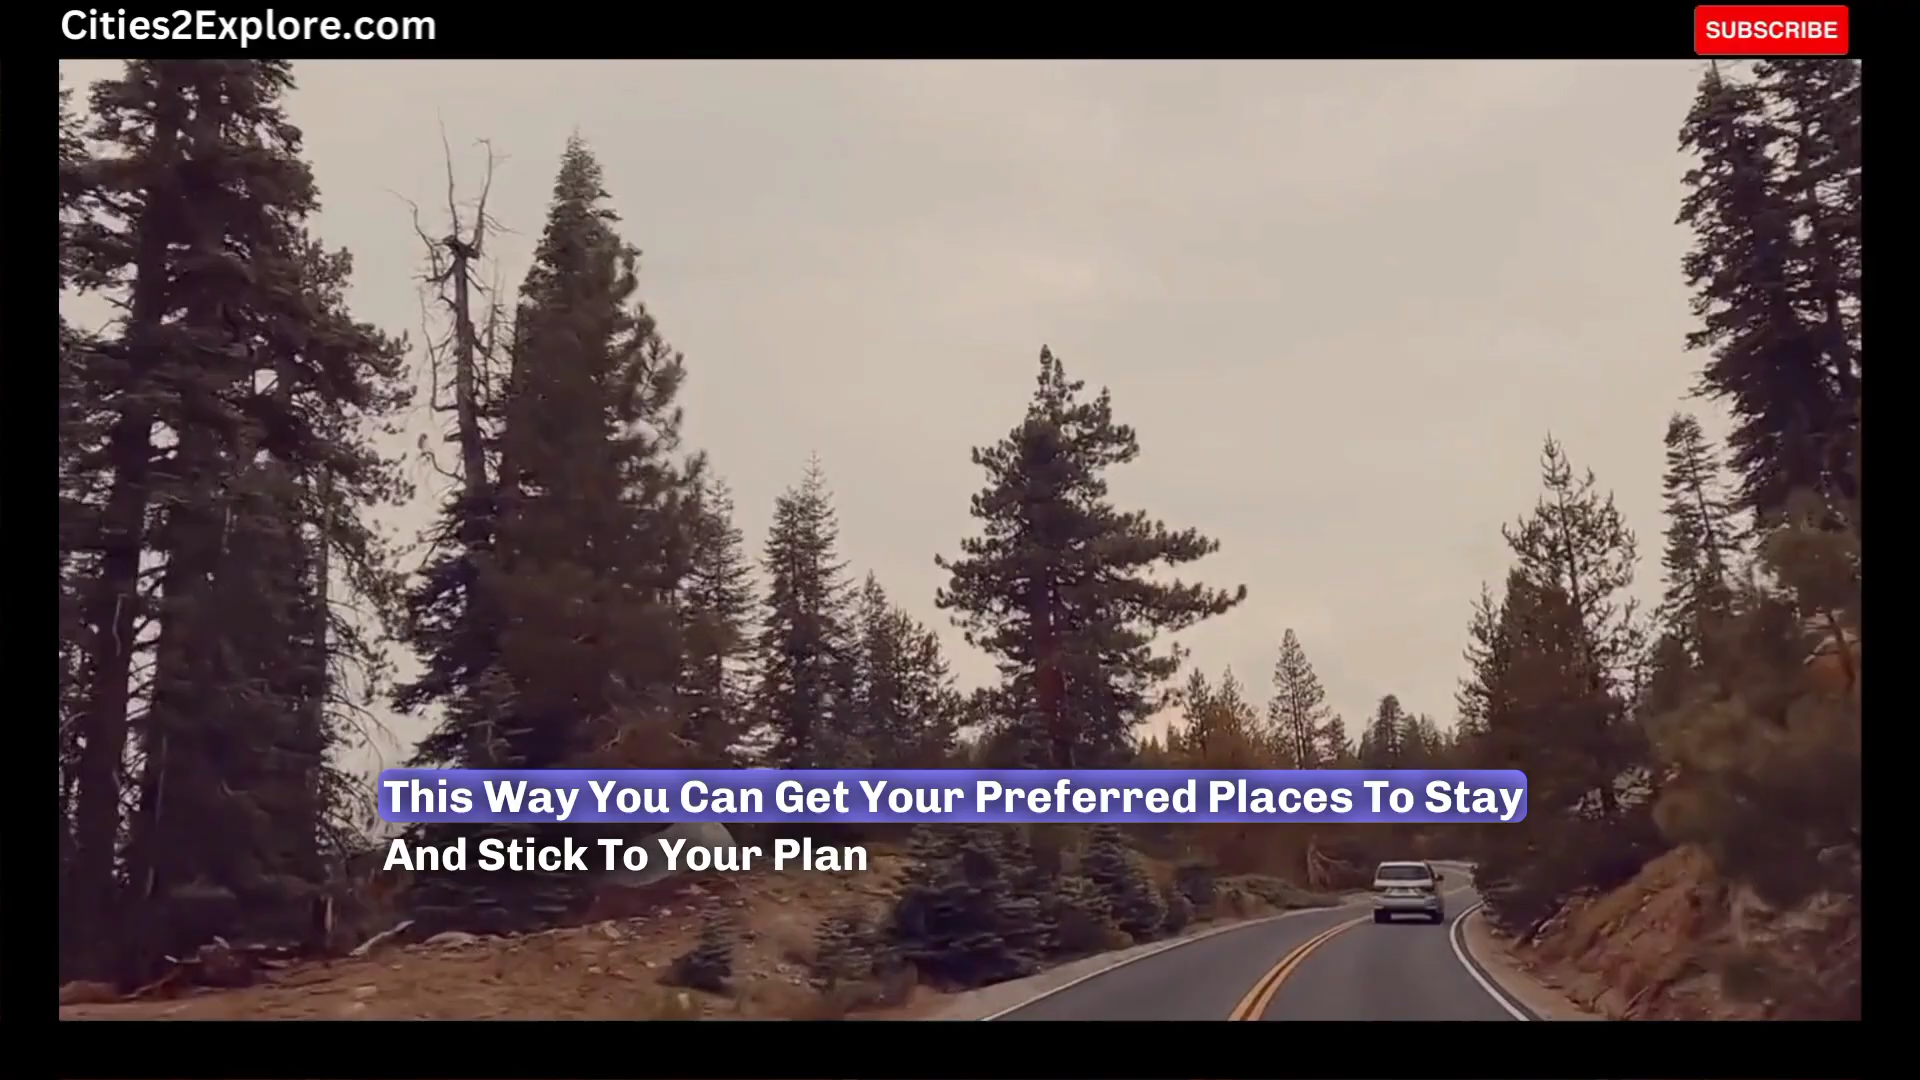 Cities2Explore.com
SUBSCRIBE
This Way You Can Get Your Preferred Places To Stay
And Stick To Your Plan